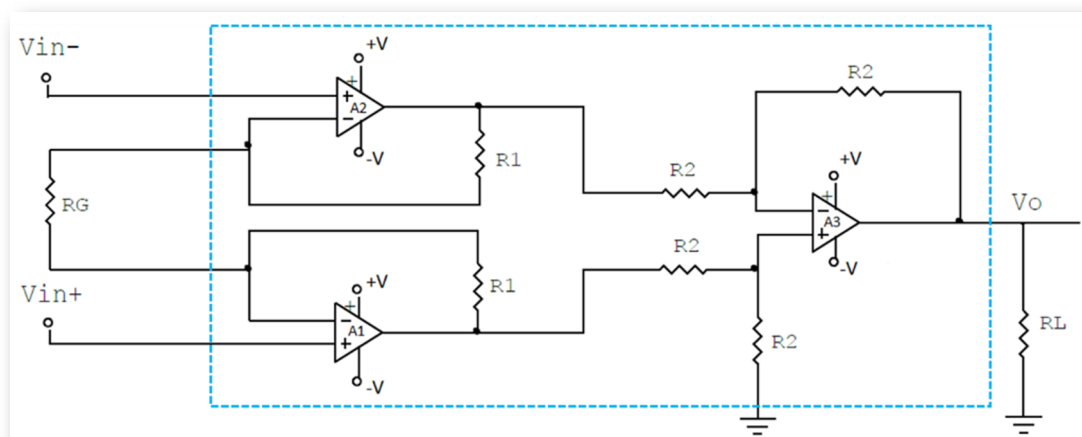 Vin-
+V
+
+
A2
-
-V
R1
RG
R2
R2
+V
+
-
A3
+
-V
Vo
R2
R1
Vin+
+V
+
-
A1
+
-V
R2
RL